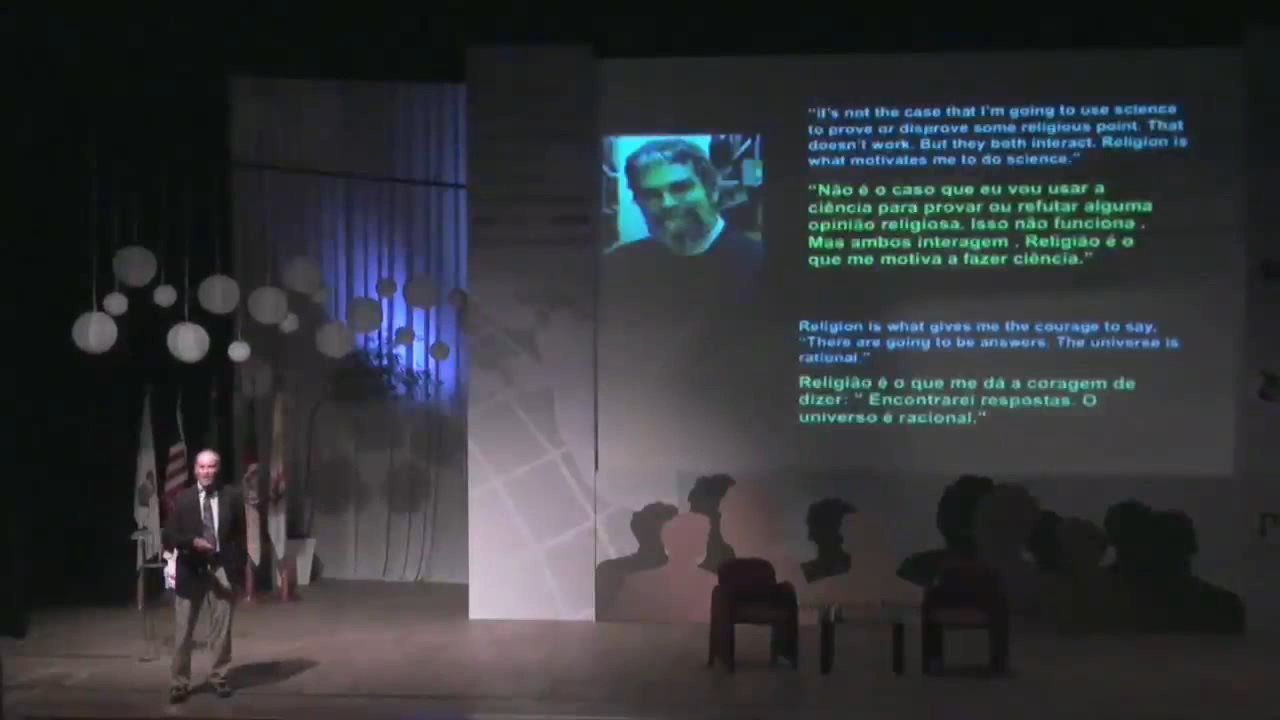 "it's not the case that I'm going to use science
to prove or disprove some religious point. That
doesn't work. But they both interact. Religion is
what motivates me to do science."
"Não é o caso que eu vou usar a
ciência para provar ou refutar alguma
opinião religiosa. Isso não funciona .
Mas ambos interagem . Religião é o
que me motiva a fazer ciência."
Religion is what gives me the courage to say,
"There are going to be answers. The universe is
rational."
Religião é o que me dá a coragem de
dizer: " Encontrarei respostas. O
universo é racional."